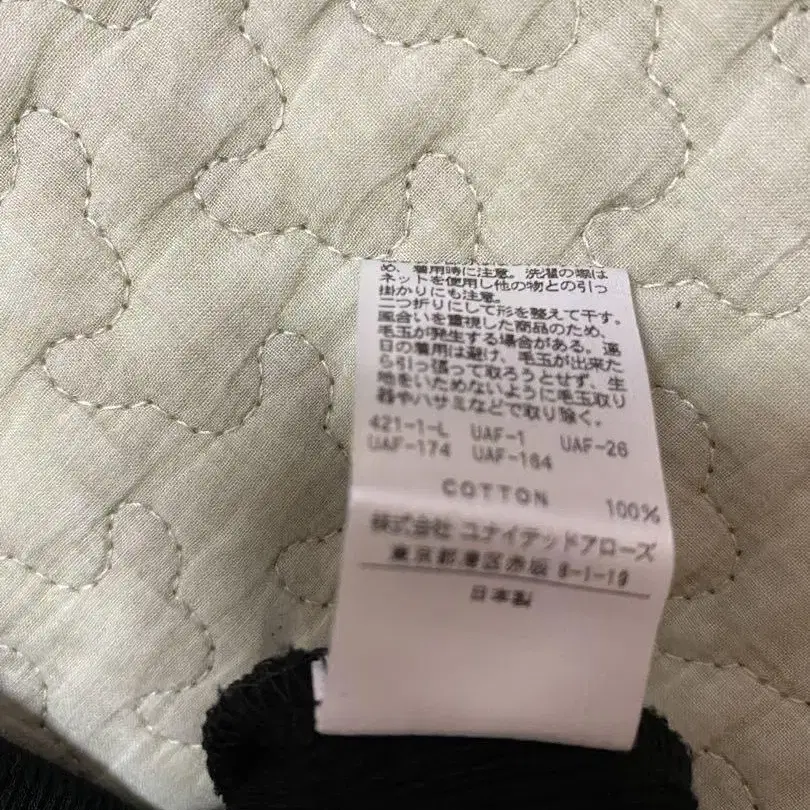 め、着用時に注意。洗濯の際は
ネットを使用し他の物との引っ
掛かりにも注意。
二つ折りにして形を整えて干す。
風合いを重視した商品のため、
毛玉が発生する場合がある。連
日の着用は避け、毛玉が出来た
ら引っ張って取ろうとせず、生
地をいためないように毛玉取り
器やハサミなどで取り除く。
421-1-L UAF-1 UAF-26
UAF-174 UAF-164
COTTON 100%
株式会社 ユナイテッドアローズ
東京都港区赤坂 8-1-19
日本